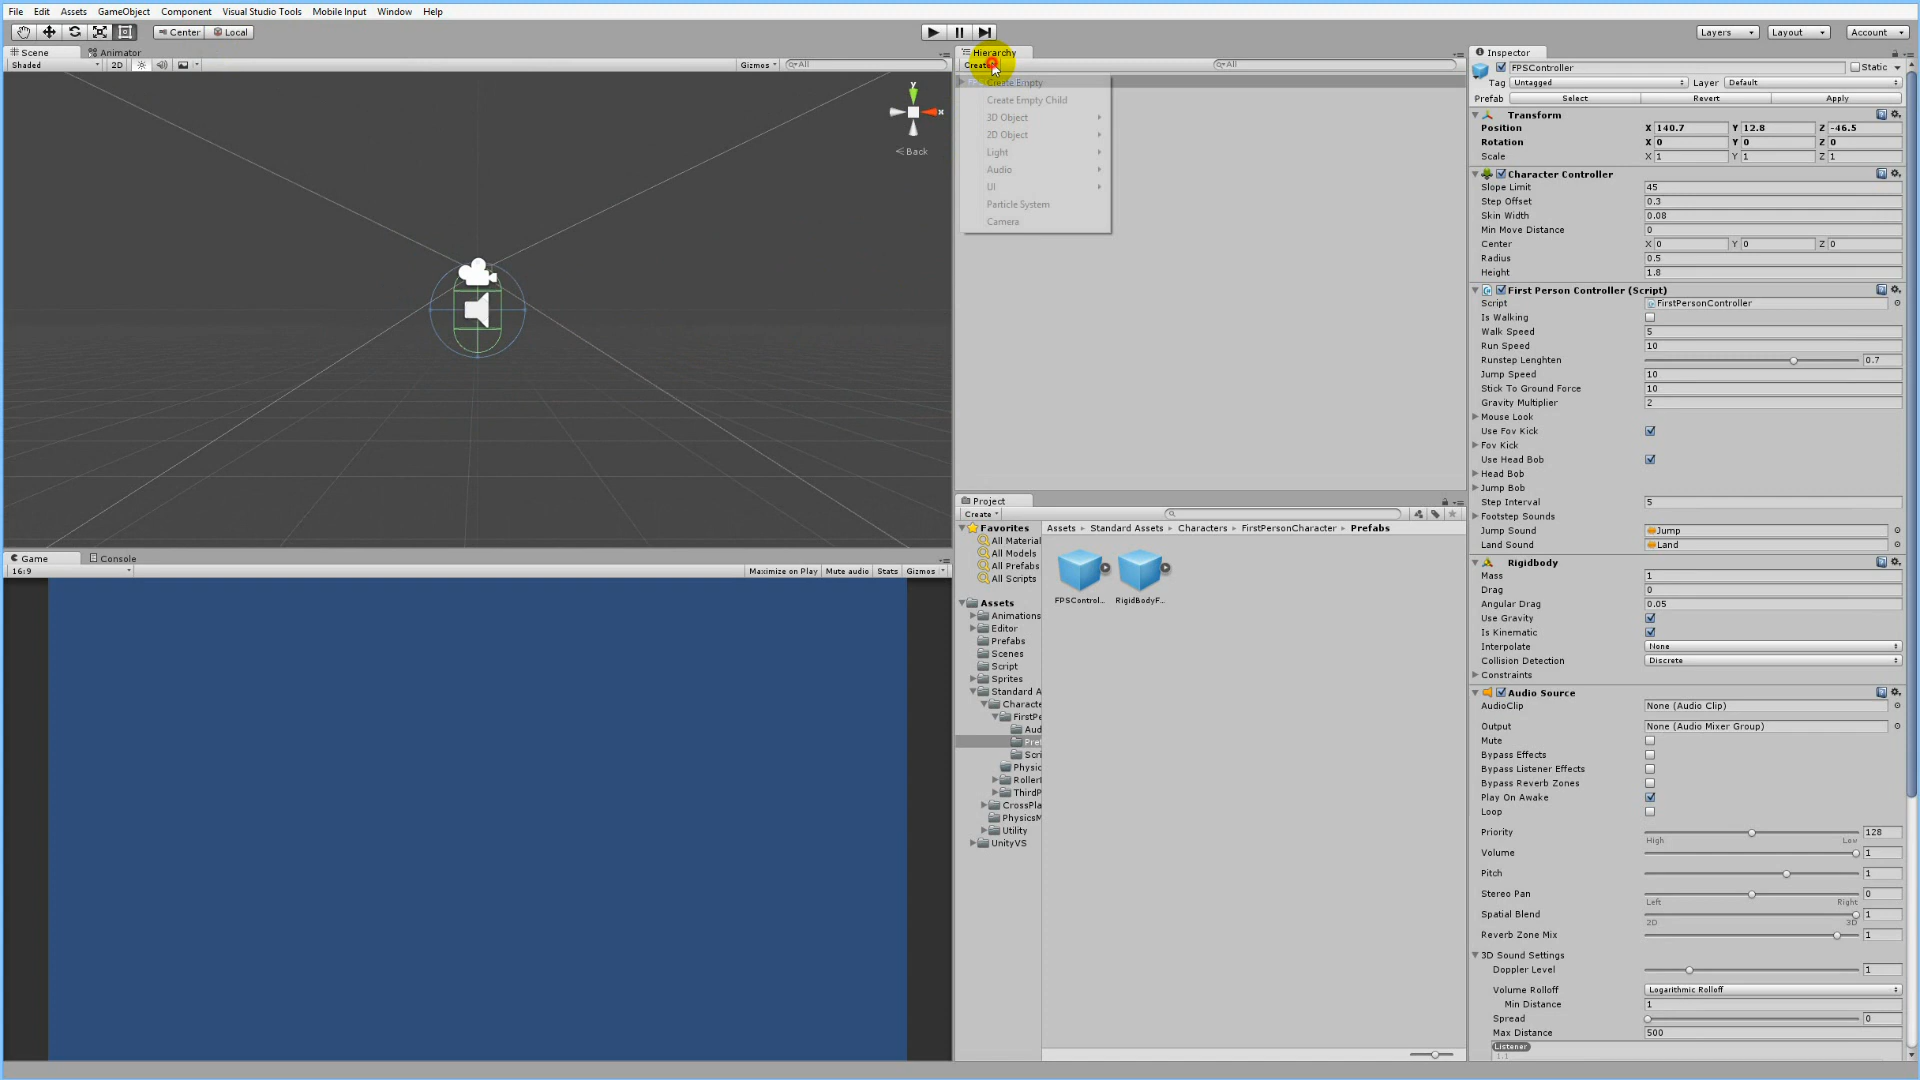 File Edit Assets GameObject Component Visual Studio Tools Mobile Input Window Help
Center Local
Layers Layout Account
Scene Animator
Shaded 2D Gizmos All
y
x
Back
Hierarchy
Create All
Create Empty
Create Empty Child
3D Object
2D Object
Light
Audio
UI
Particle System
Camera
Game Console
16:9 Maximize on Play Mute audio Stats Gizmos
Project
Create
Favorites
All Material
All Models
All Prefabs
All Scripts
Assets
Animations
Editor
Prefabs
Scenes
Script
Sprites
Standard A
Characte
FirstPe
Aud
Pref
Scri
Physic
RollerB
ThirdP
CrossPla
PhysicsM
Utility
UnityVS
Assets Standard Assets Characters FirstPersonCharacter Prefabs
FPSControl... RigidBodyF...
Inspector
FPSController Static
Tag Untagged Layer Default
Prefab Select Revert Apply
Transform
Position X 140.7 Y 12.8 Z -46.5
Rotation X 0 Y 0 Z 0
Scale X 1 Y 1 Z 1
Character Controller
Slope Limit 45
Step Offset 0.3
Skin Width 0.08
Min Move Distance 0
Center X 0 Y 0 Z 0
Radius 0.5
Height 1.8
First Person Controller (Script)
Script FirstPersonController
Is Walking
Walk Speed 5
Run Speed 10
Runstep Lenghten 0.7
Jump Speed 10
Stick To Ground Force 10
Gravity Multiplier 2
Mouse Look
Use Fov Kick
Fov Kick
Use Head Bob
Head Bob
Jump Bob
Step Interval 5
Footstep Sounds
Jump Sound Jump
Land Sound Land
Rigidbody
Mass 1
Drag 0
Angular Drag 0.05
Use Gravity
Is Kinematic
Interpolate None
Collision Detection Discrete
Constraints
Audio Source
AudioClip None (Audio Clip)
Output None (Audio Mixer Group)
Mute
Bypass Effects
Bypass Listener Effects
Bypass Reverb Zones
Play On Awake
Loop
Priority 128
High Low
Volume 1
Pitch 1
Stereo Pan 0
Left Right
Spatial Blend 1
2D 3D
Reverb Zone Mix 1
3D Sound Settings
Doppler Level 1
Volume Rolloff Logarithmic Rolloff
Min Distance 1
Spread 0
Max Distance 500
Listener